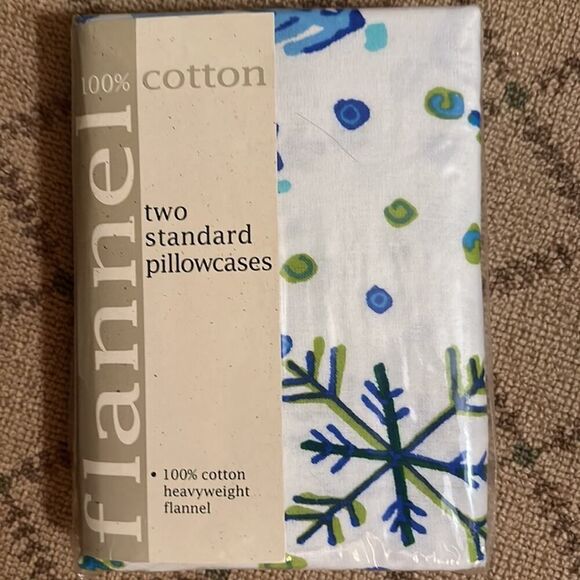 100% cotton
flannel
two
standard
pillowcases
• 100% cotton
heavyweight
flannel